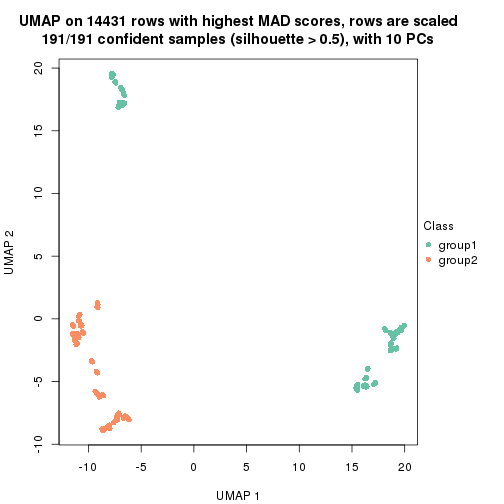 UMAP on 14431 rows with highest MAD scores, rows are scaled
191/191 confident samples (silhouette > 0.5), with 10 PCs
20
15
10
5
0
-5
-10
UMAP 2
-10
-5
0
5
10
15
20
UMAP 1
Class
group1
group2